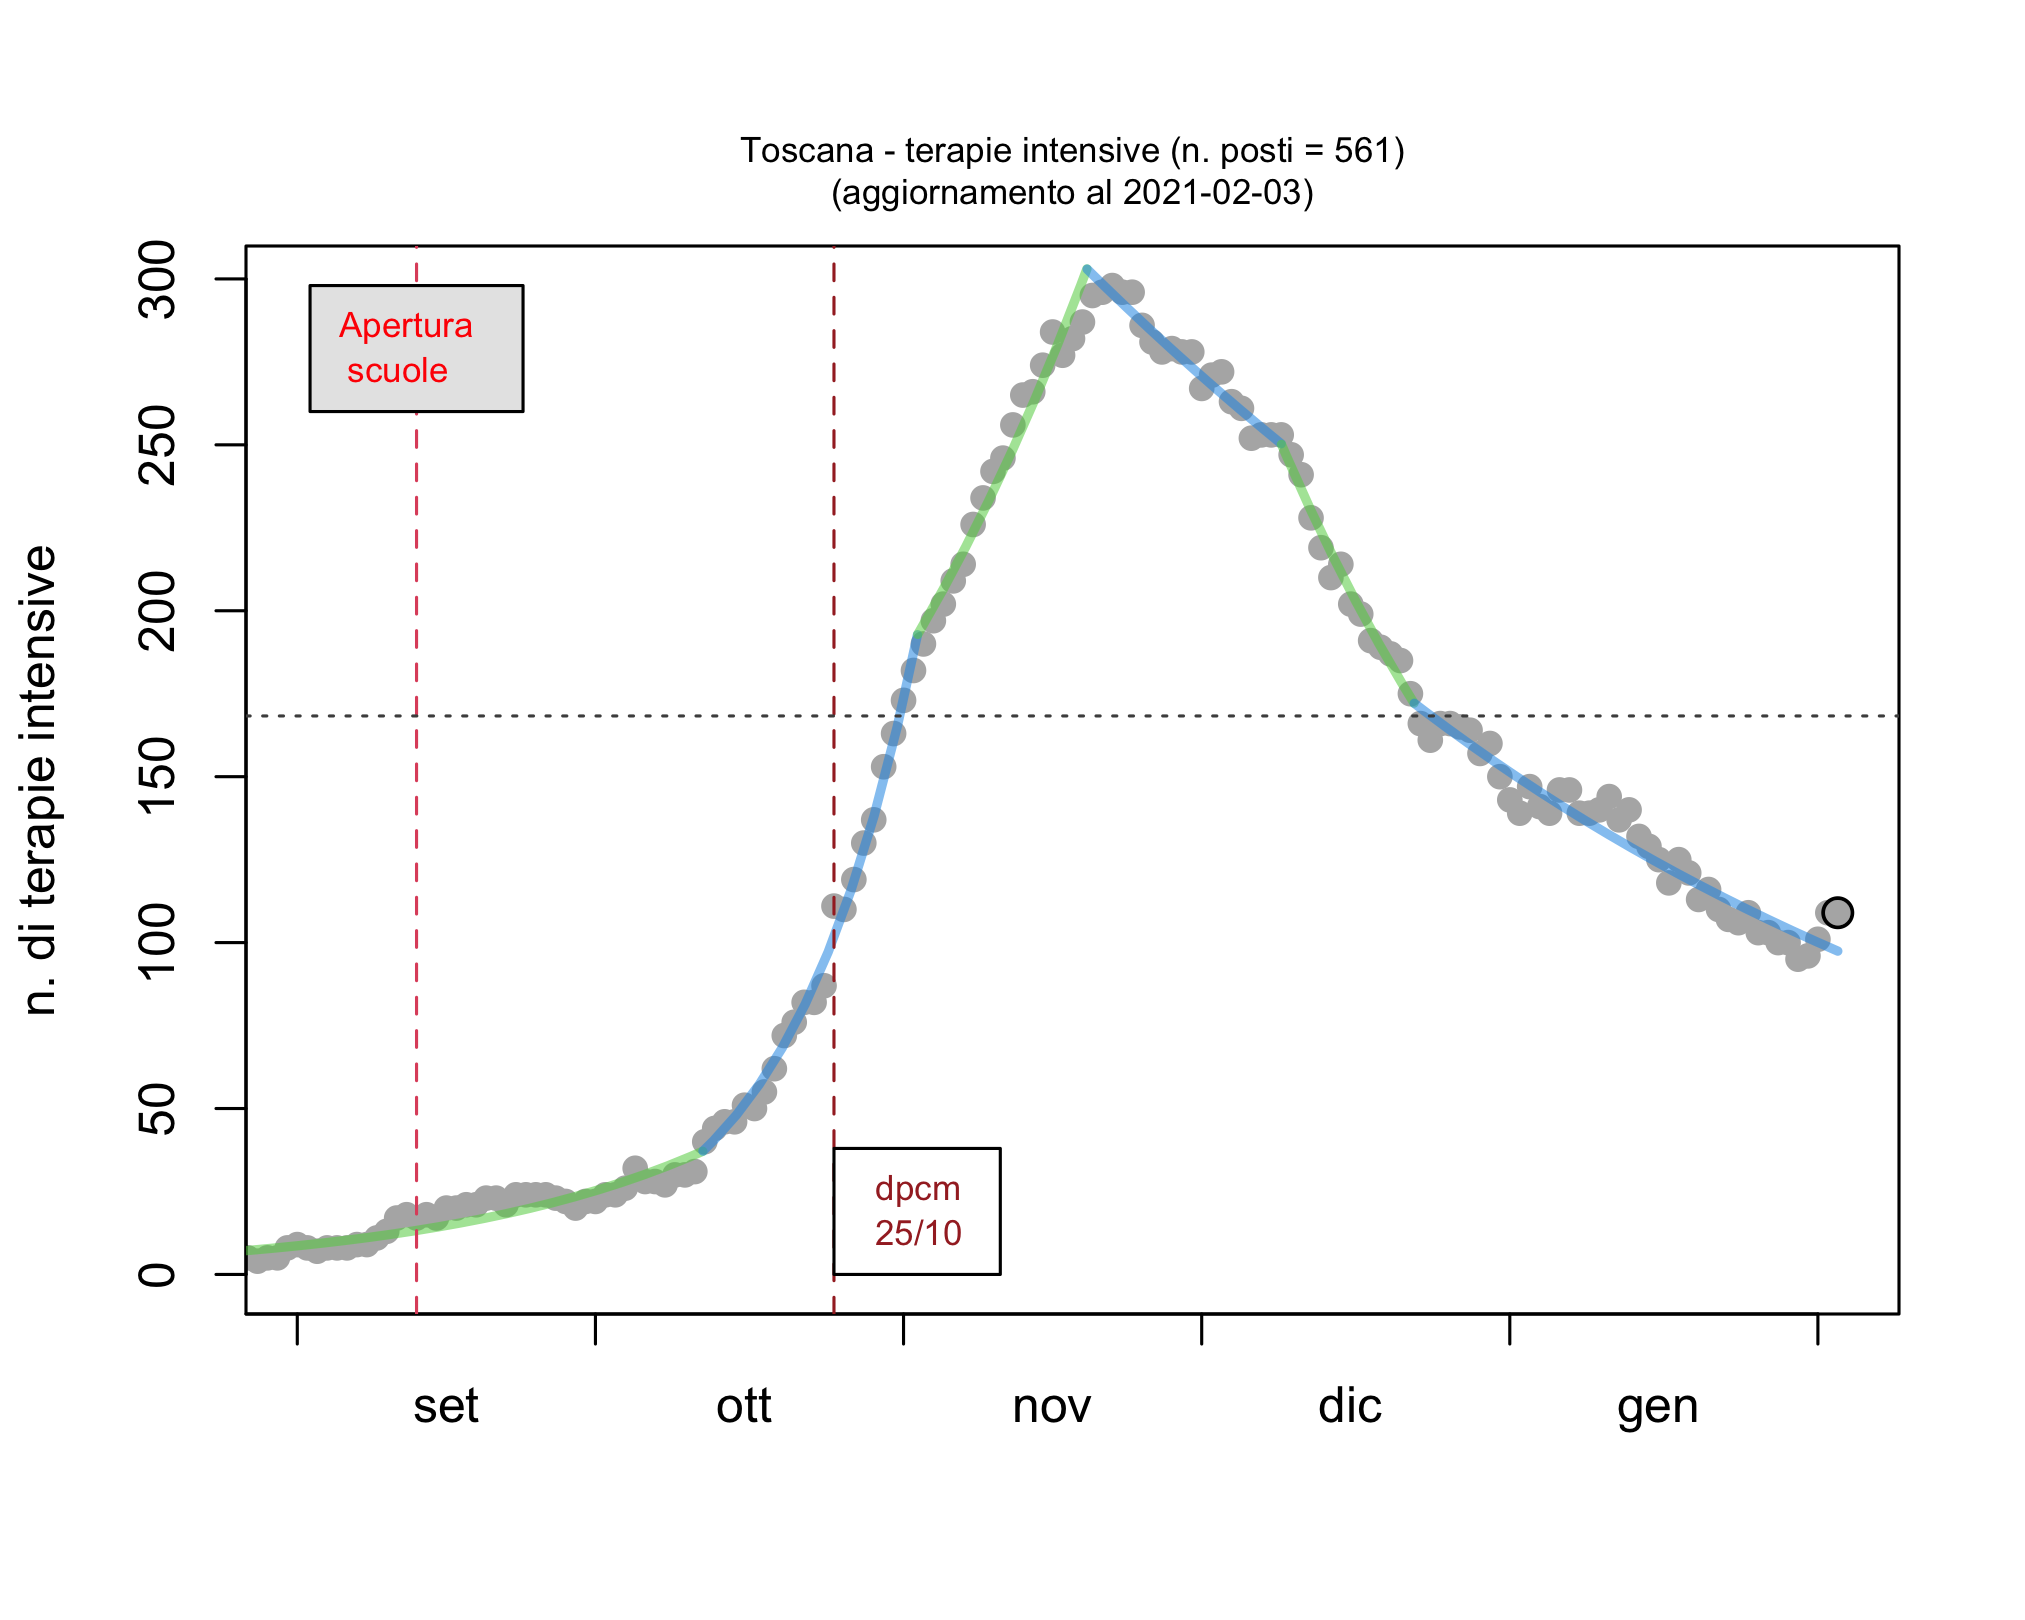 Toscana - terapie intensive (n. posti = 561)
(aggiornamento al 2021-02-03)
n. di terapie intensive
300
250
200
150
100
50
0
Apertura
scuole
dpcm
25/10
set
ott
nov
dic
gen